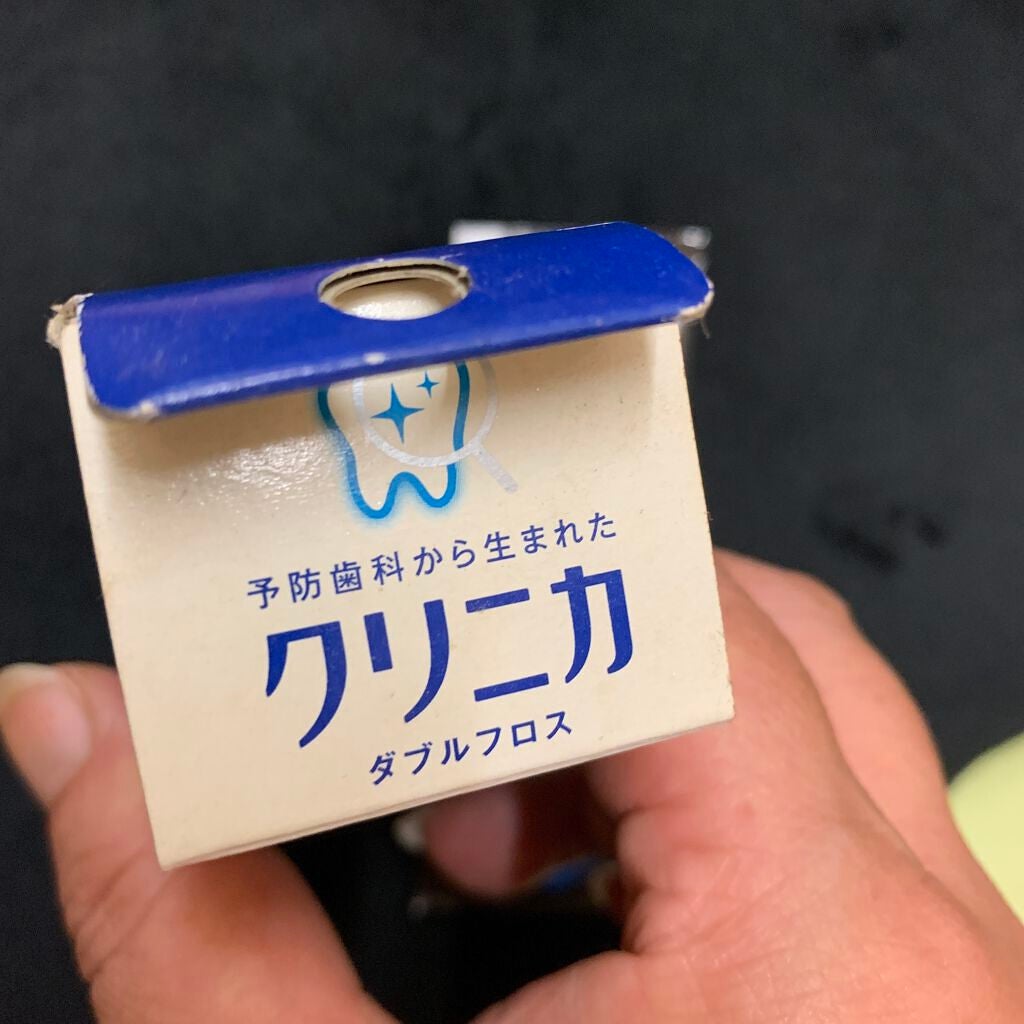 予防歯科から生まれた
クリニカ
ダブルフロス